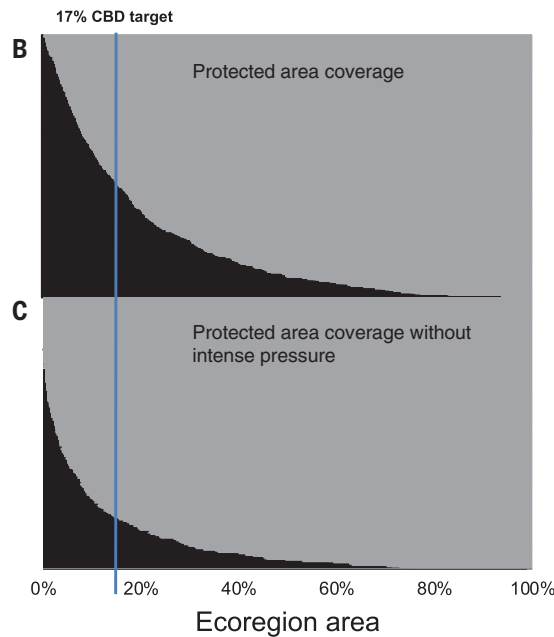 17% CBD target
B
Protected area coverage
C
Protected area coverage without
intense pressure
0%
20%
40%
60%
80%
100%
Ecoregion area